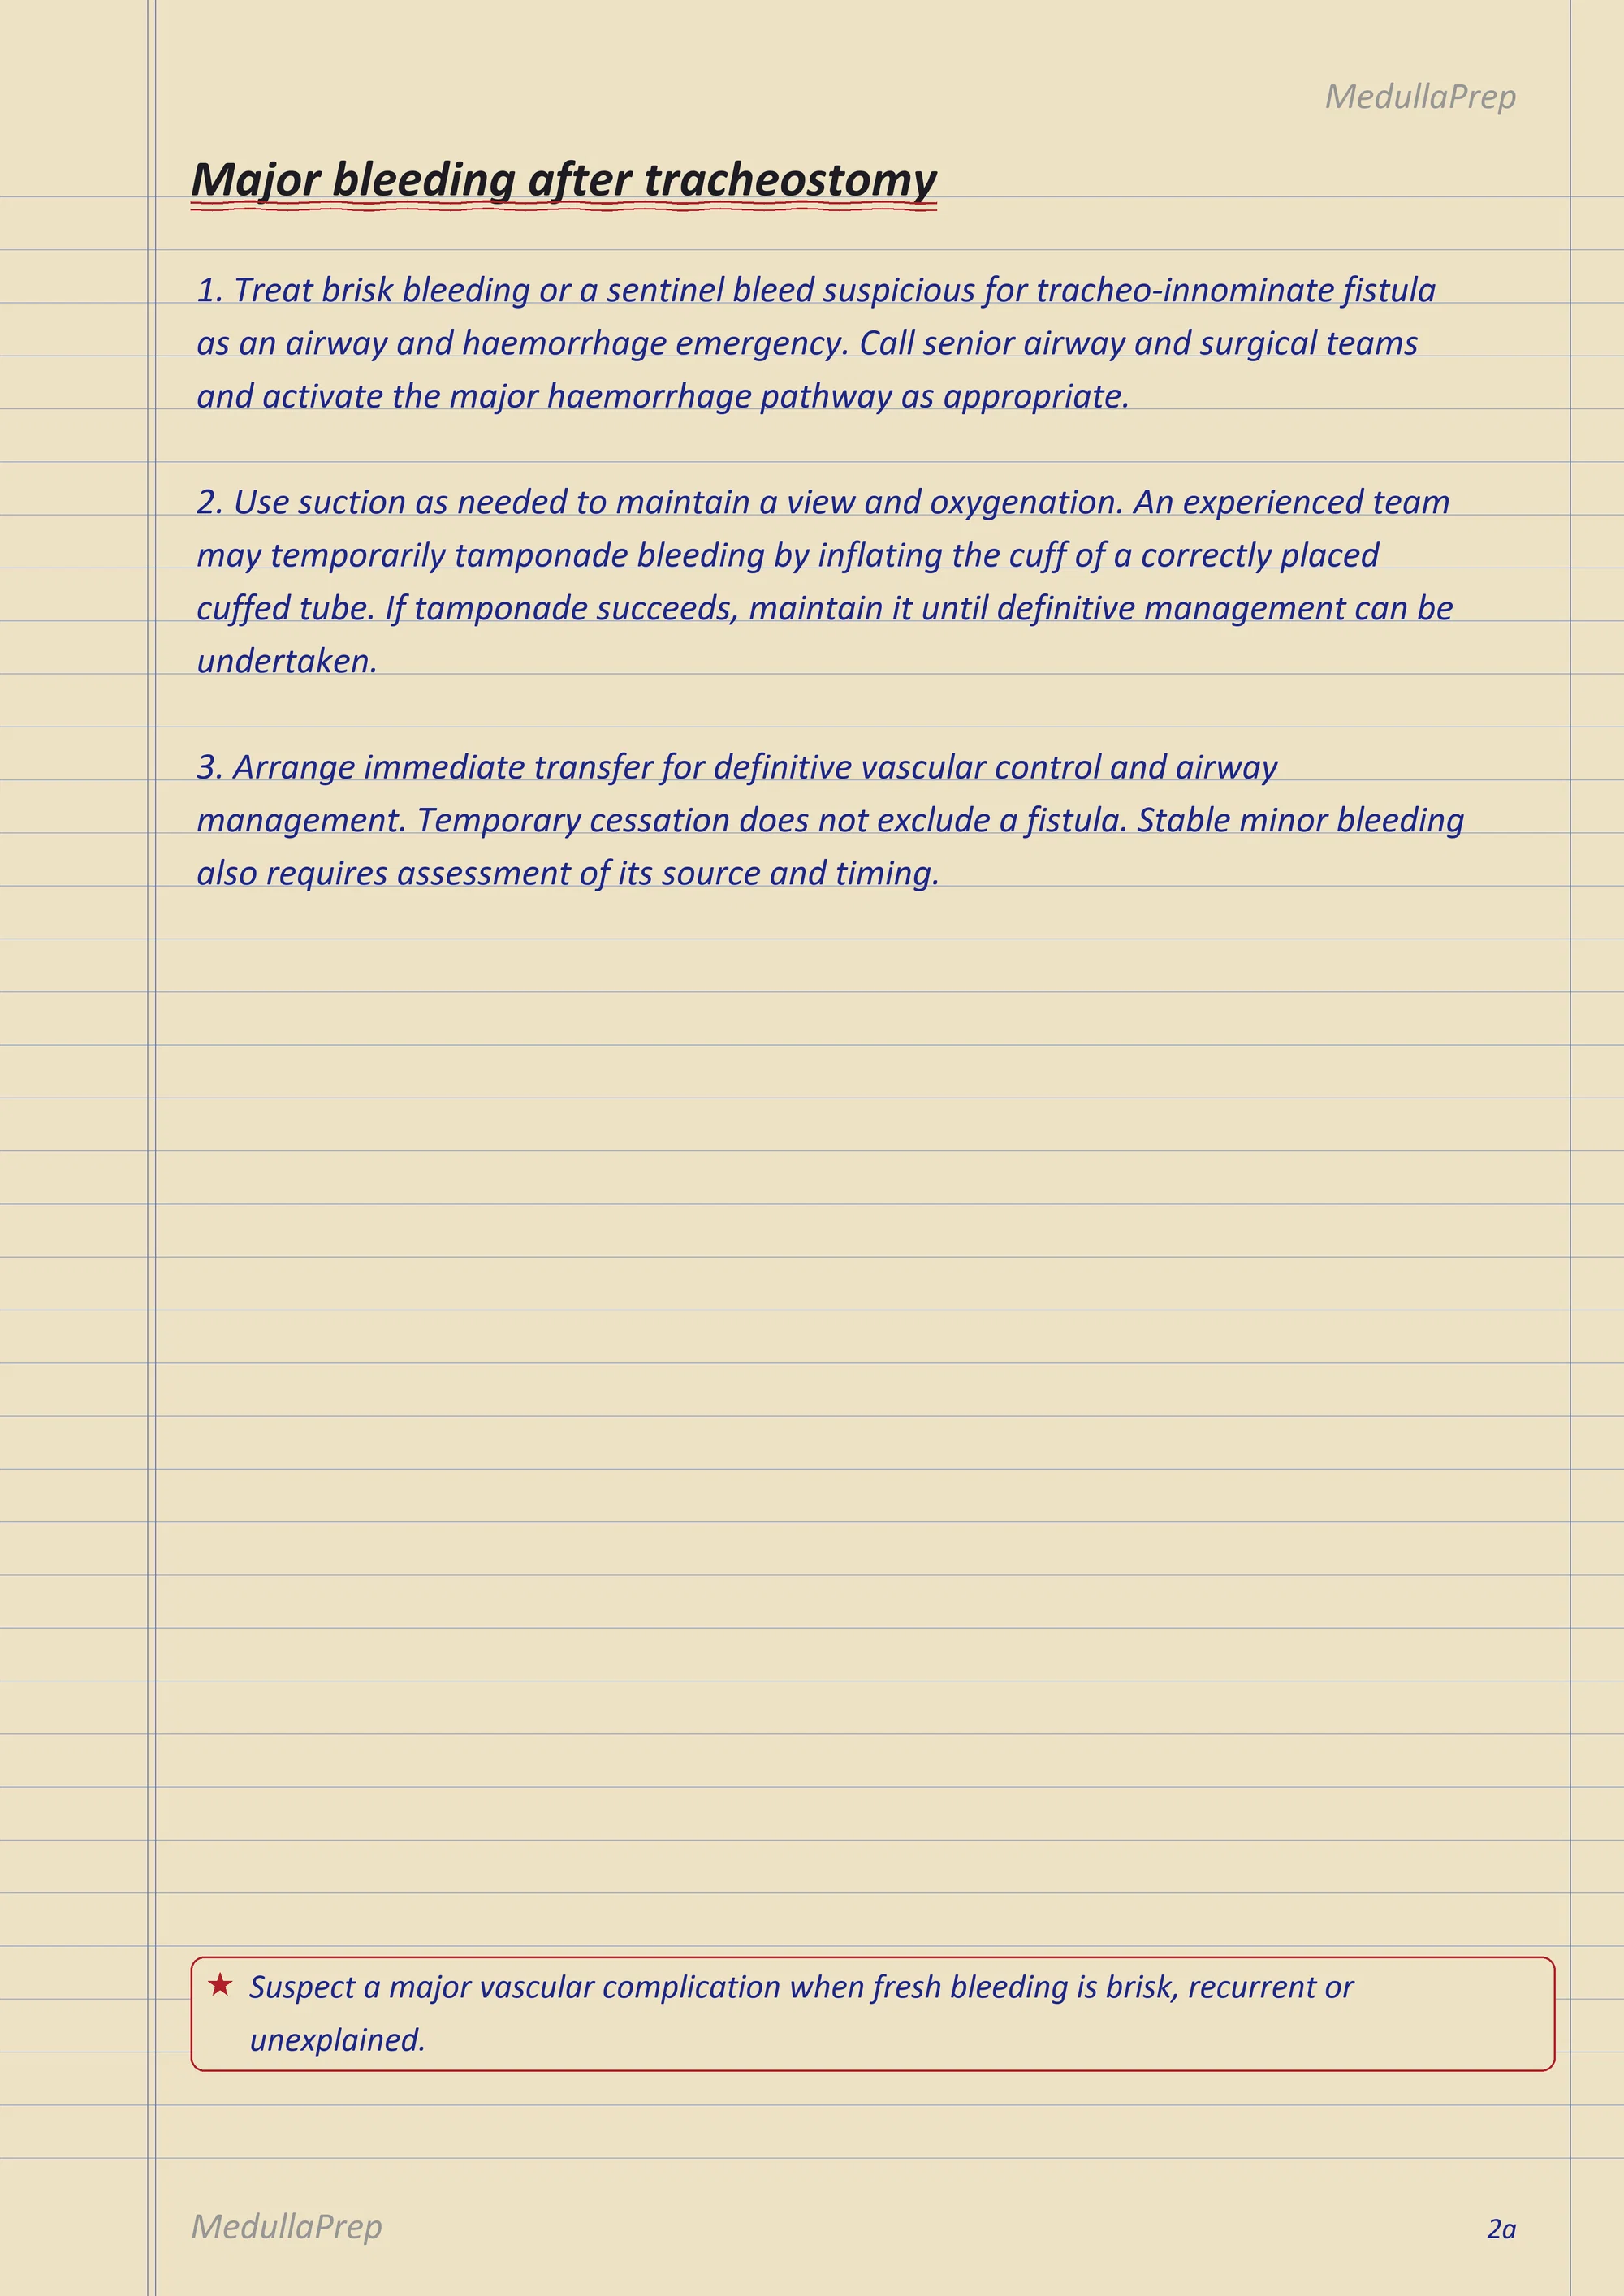 MedullaPrep
Major bleeding after tracheostomy
1. Treat brisk bleeding or a sentinel bleed suspicious for tracheo-innominate fistula
as an airway and haemorrhage emergency. Call senior airway and surgical teams
and activate the major haemorrhage pathway as appropriate.
2. Use suction as needed to maintain a view and oxygenation. An experienced team
may temporarily tamponade bleeding by inflating the cuff of a correctly placed
cuffed tube. If tamponade succeeds, maintain it until definitive management can be
undertaken.
3. Arrange immediate transfer for definitive vascular control and airway
management. Temporary cessation does not exclude a fistula. Stable minor bleeding
also requires assessment of its source and timing.
★ Suspect a major vascular complication when fresh bleeding is brisk, recurrent or
unexplained.
MedullaPrep
2a